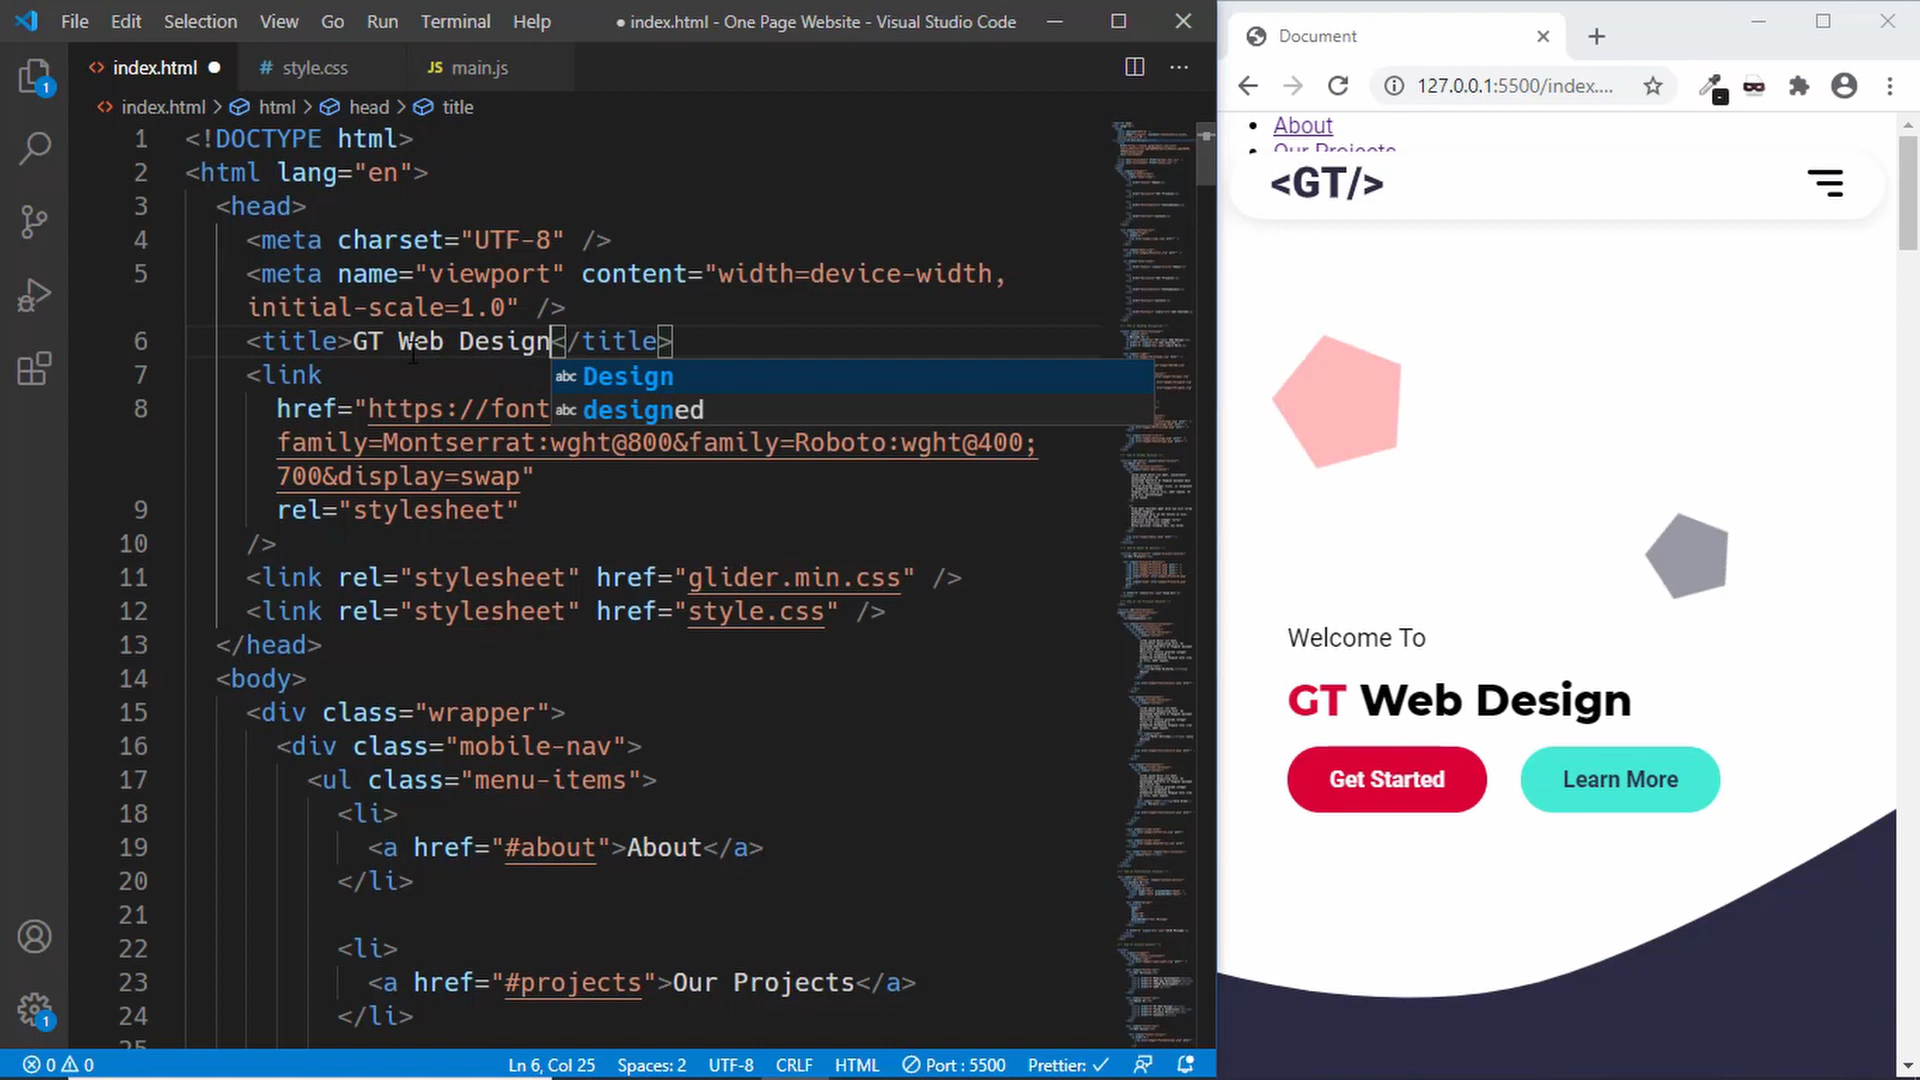 File Edit Selection View Go Run Terminal Help
● index.html - One Page Website - Visual Studio Code
<> index.html ●
# style.css
JS main.js
<> index.html > html > head > title
1 <!DOCTYPE html>
2 <html lang="en">
3 <head>
4 <meta charset="UTF-8" />
5 <meta name="viewport" content="width=device-width,
initial-scale=1.0" />
6 <title>GT Web Design</title>
abc Design
abc designed
7 <link
8 href="https://font
family=Montserrat:wght@800&family=Roboto:wght@400;
700&display=swap"
9 rel="stylesheet"
10 />
11 <link rel="stylesheet" href="glider.min.css" />
12 <link rel="stylesheet" href="style.css" />
13 </head>
14 <body>
15 <div class="wrapper">
16 <div class="mobile-nav">
17 <ul class="menu-items">
18 <li>
19 <a href="#about">About</a>
20 </li>
21
22 <li>
23 <a href="#projects">Our Projects</a>
24 </li>
25
1
1
0 0
Ln 6, Col 25
Spaces: 2
UTF-8
CRLF
HTML
Port : 5500
Prettier: ✓
Document
127.0.0.1:5500/index....
• About
• Our Projects
<GT/>
Welcome To
GT Web Design
Get Started
Learn More